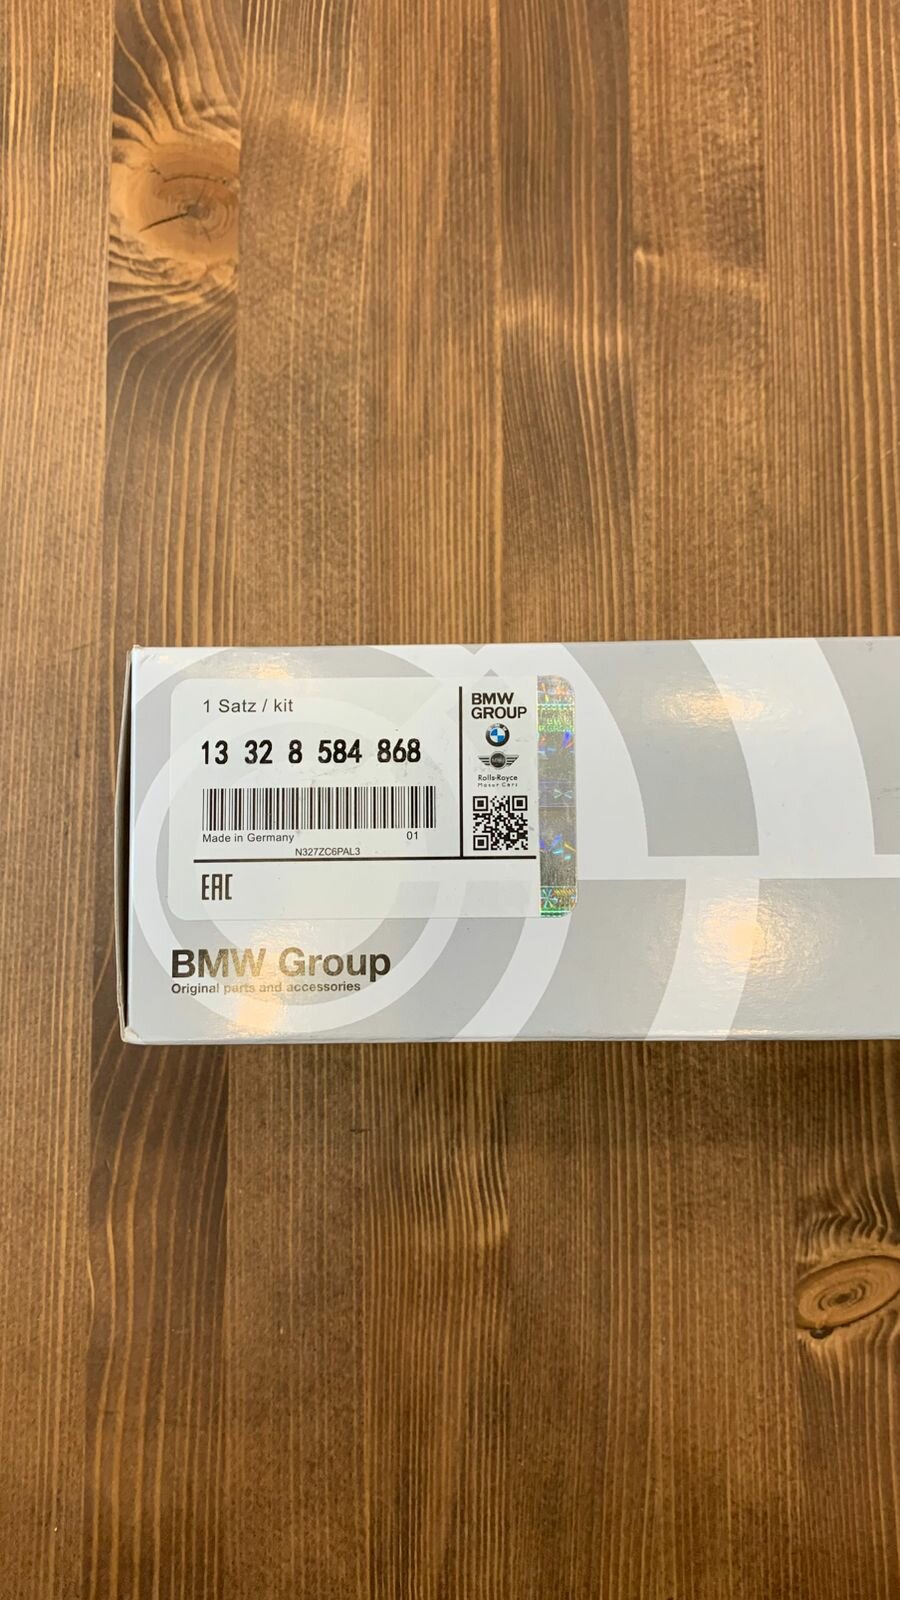 1 Satz / kit
13 32 8 584 868
Made in Germany 01
N327ZC6PAL3
EAC
BMW
GROUP
Rolls-Royce
Motor Cars
BMW Group
Original parts and accessories